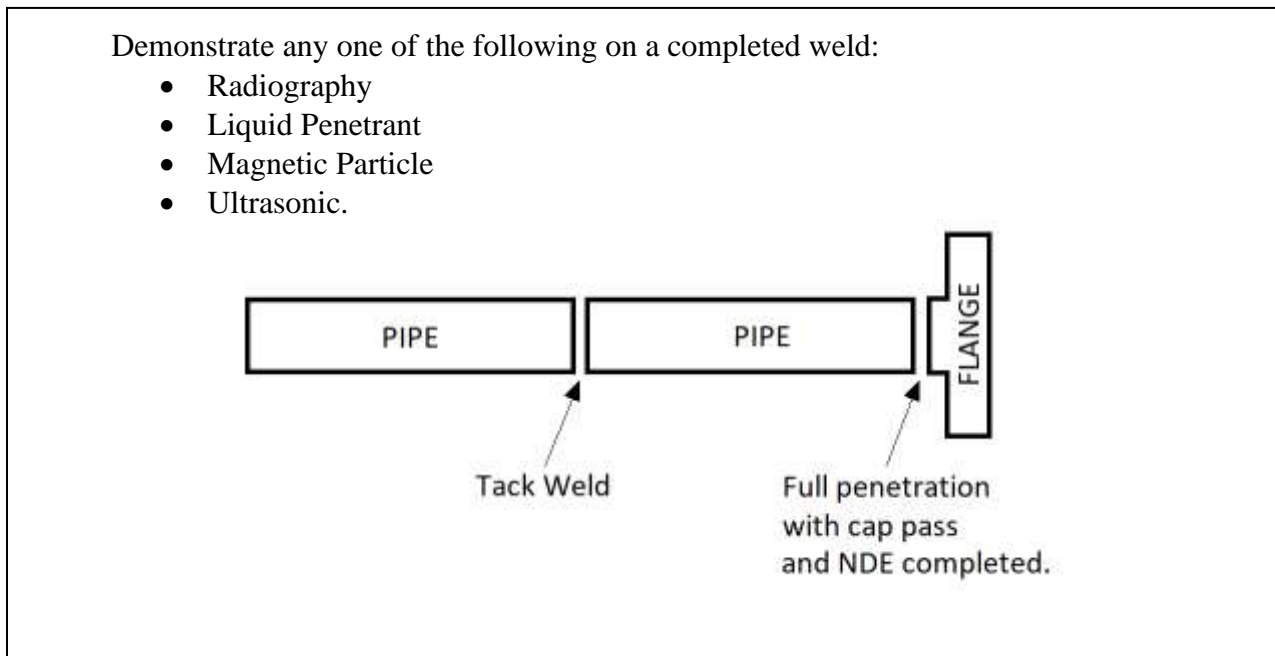 Demonstrate any one of the following on a completed weld:
• Radiography
• Liquid Penetrant
• Magnetic Particle
• Ultrasonic.
PIPE
PIPE
FLANGE
Tack Weld
Full penetration
with cap pass
and NDE completed.